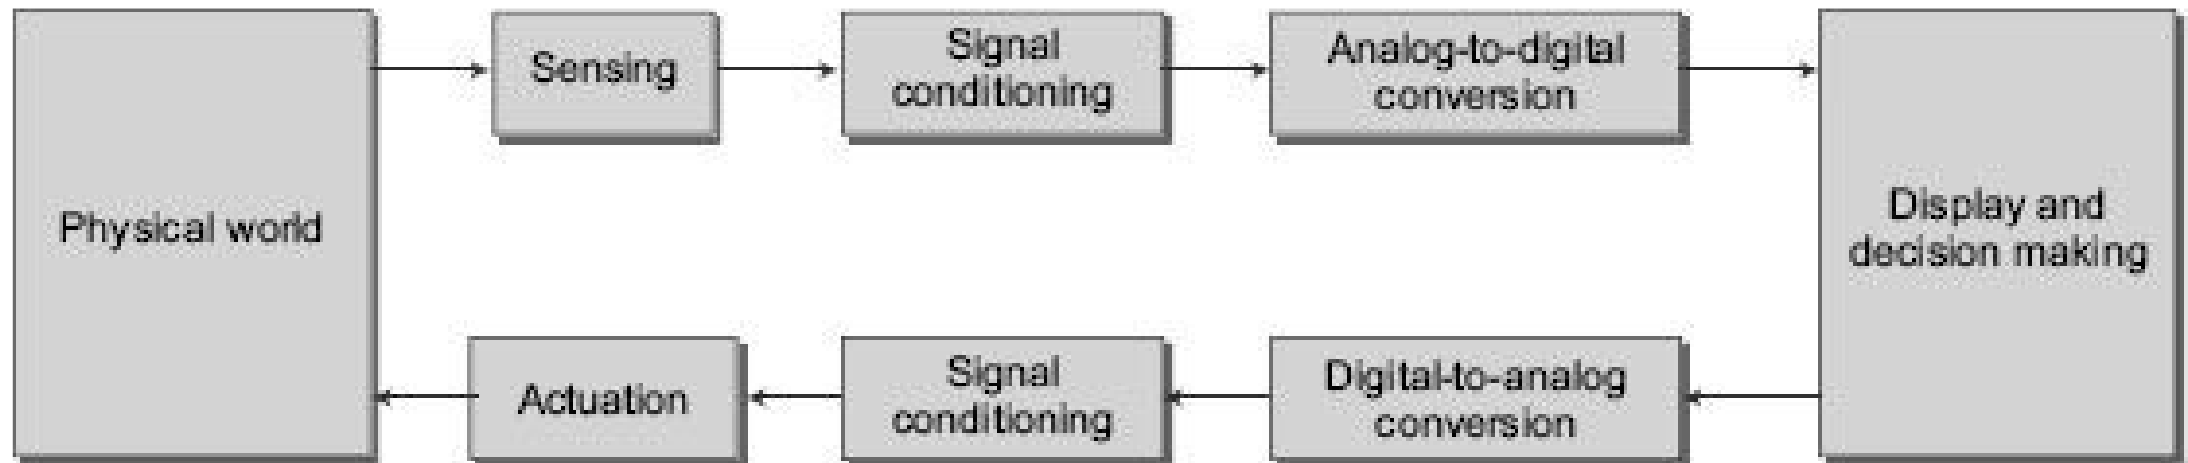 Physical world
Sensing
Signal
conditioning
Analog-to-digital
conversion
Display and
decision making
Actuation
Signal
conditioning
Digital-to-analog
conversion